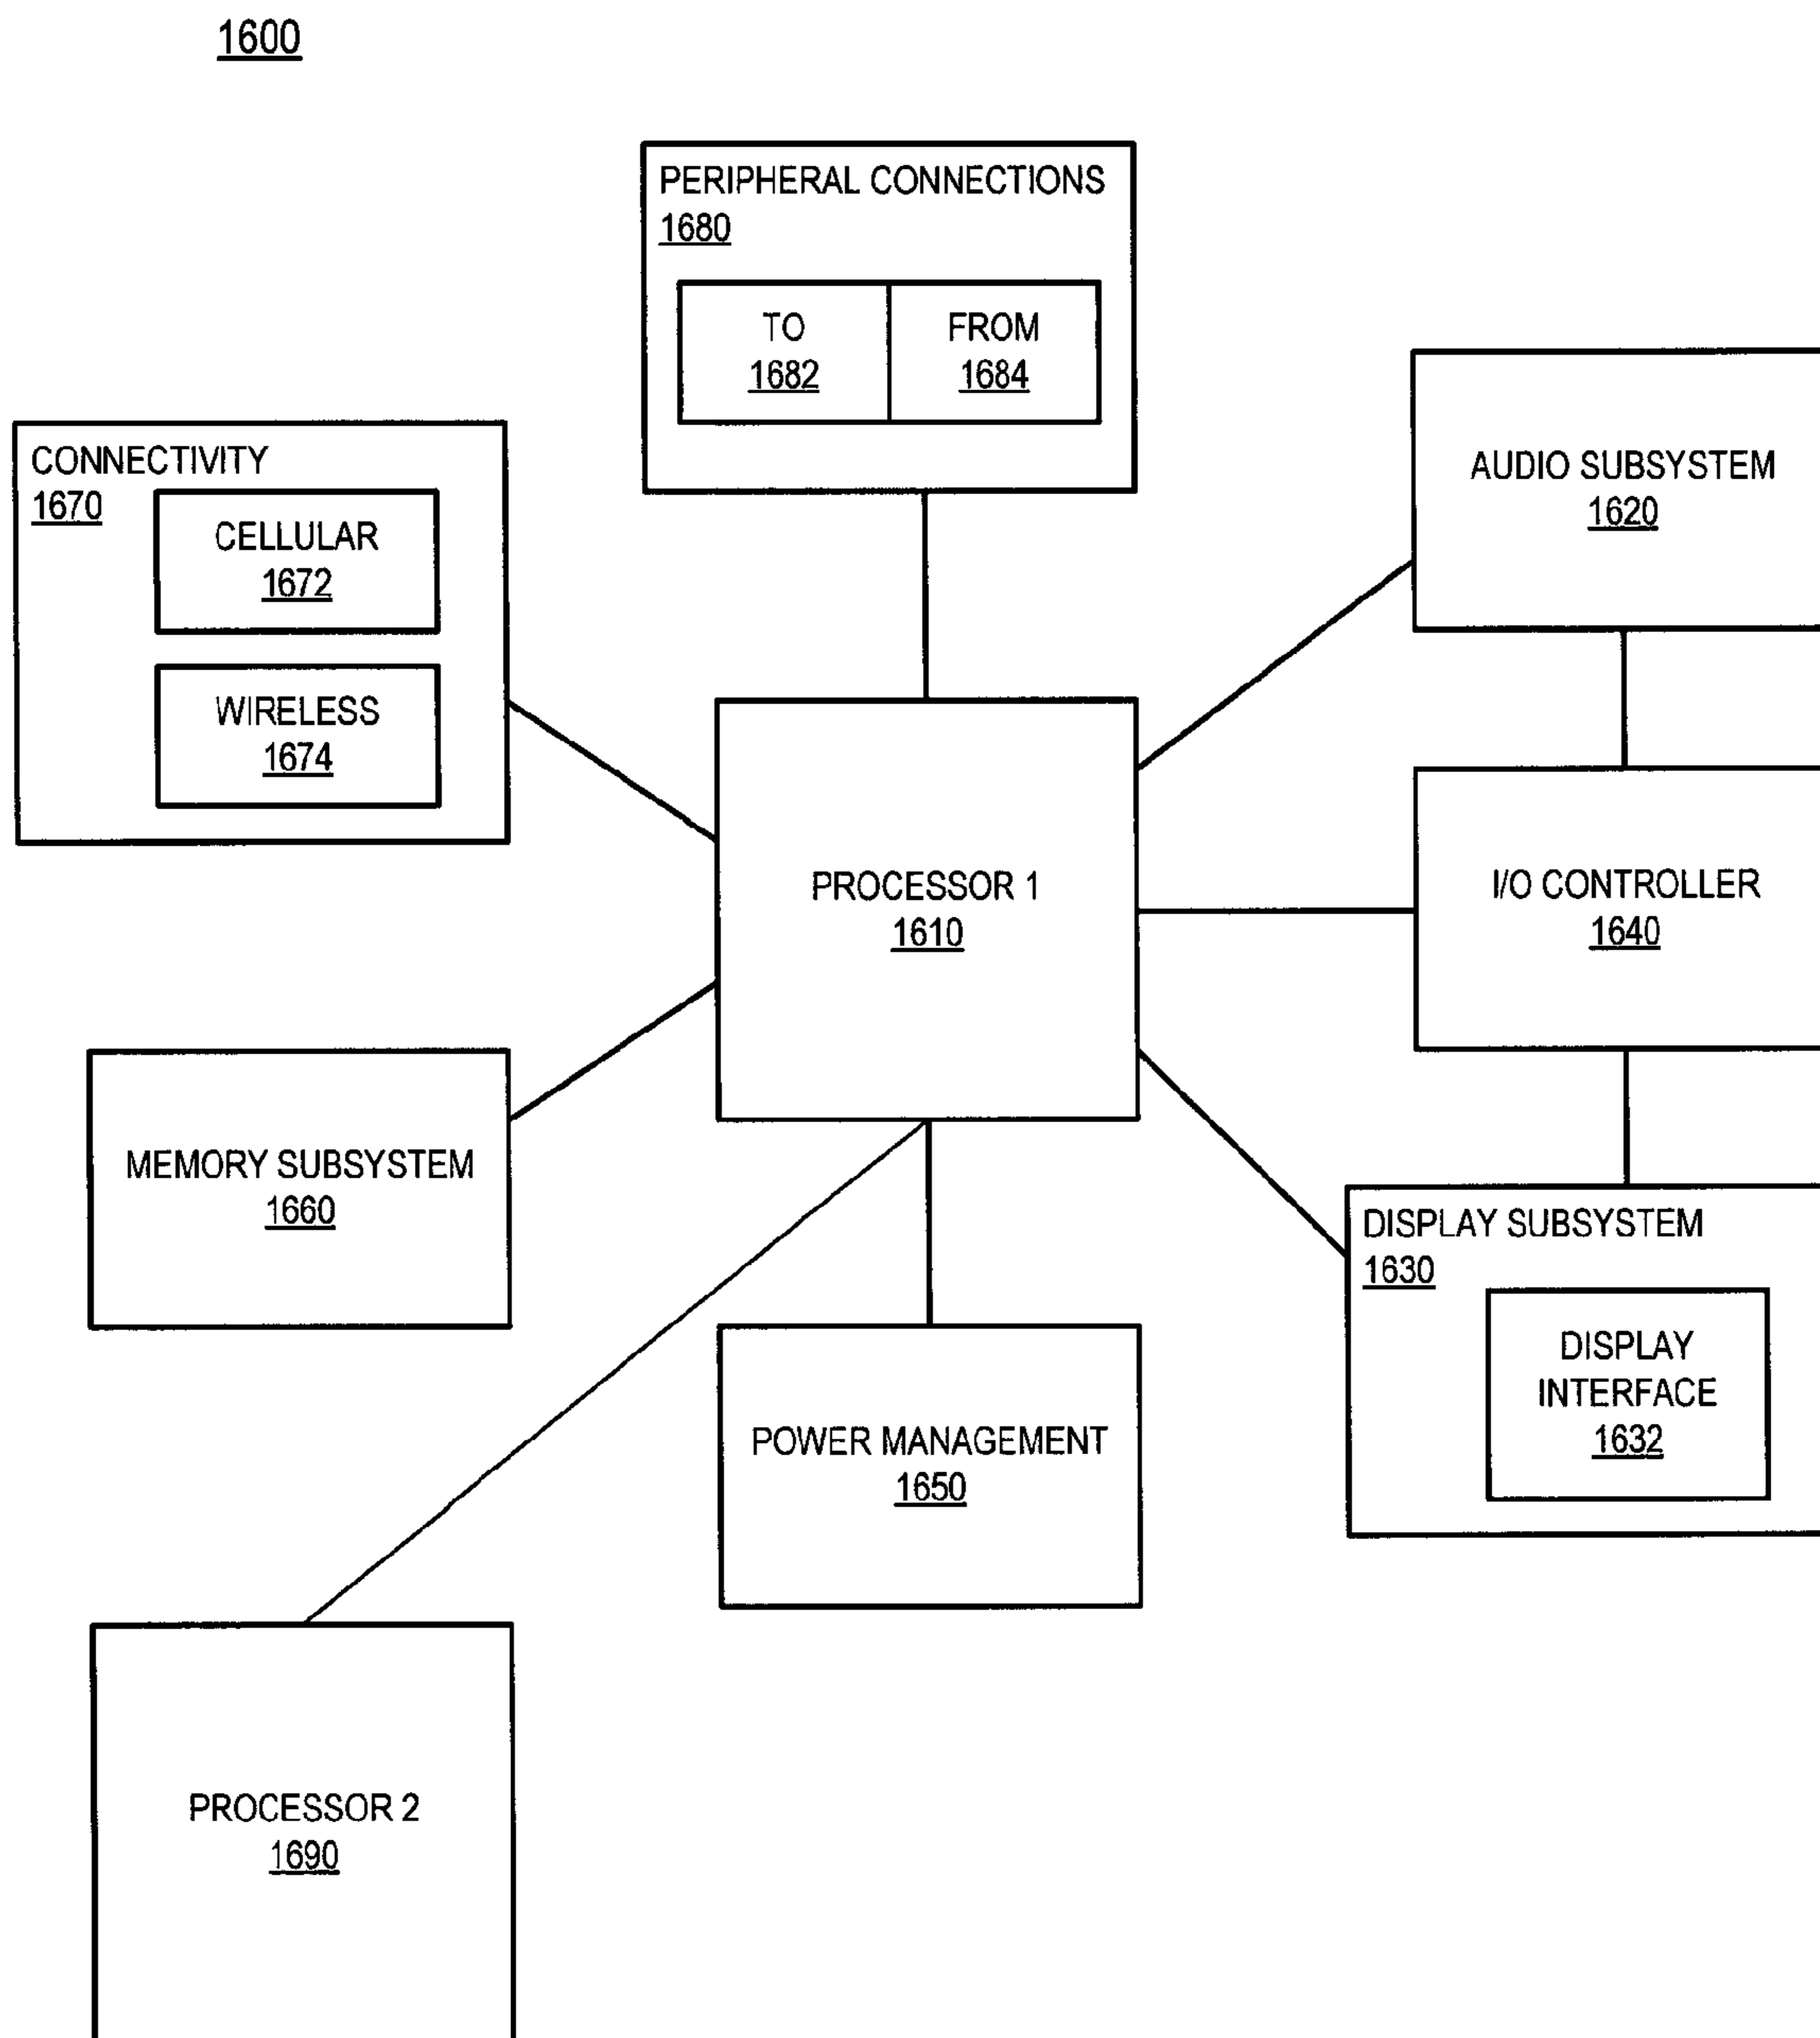 1600
PERIPHERAL CONNECTIONS
1680
TO
1682
FROM
1684
CONNECTIVITY
1670
CELLULAR
1672
WIRELESS
1674
AUDIO SUBSYSTEM
1620
PROCESSOR 1
1610
I/O CONTROLLER
1640
MEMORY SUBSYSTEM
1660
DISPLAY SUBSYSTEM
1630
DISPLAY
INTERFACE
1632
POWER MANAGEMENT
1650
PROCESSOR 2
1690